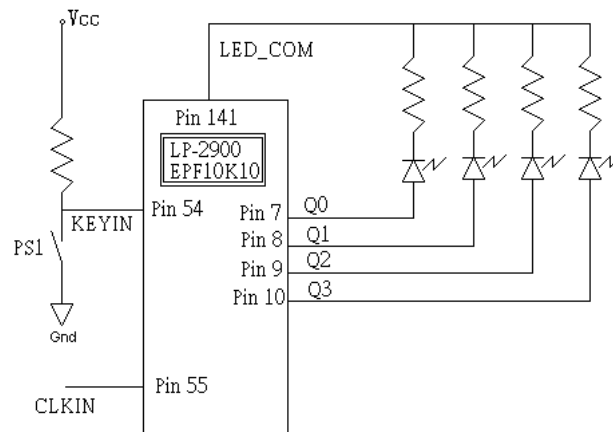 Vcc
LED_COM
Pin 141
LP-2900
EPF10K10
Pin 54
KEYIN
PS1
Gnd
Pin 7
Q0
Pin 8
Q1
Pin 9
Q2
Pin 10
Q3
Pin 55
CLKIN